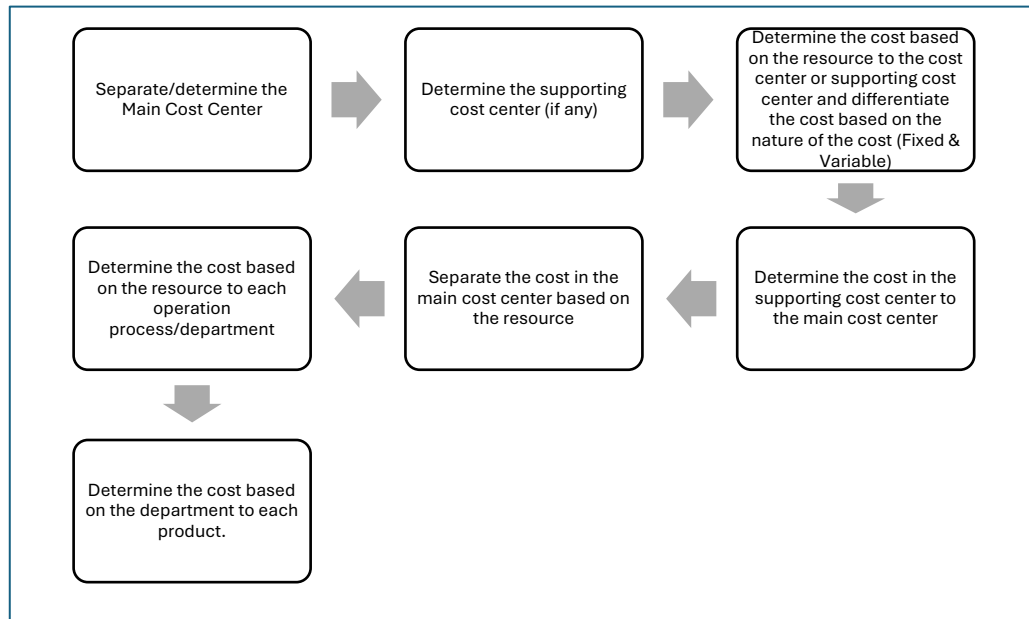 Separate/determine the
Main Cost Center
Determine the supporting
cost center (if any)
Determine the cost based
on the resource to the cost
center or supporting cost
center and differentiate
the cost based on the
nature of the cost (Fixed &
Variable)
Determine the cost in the
supporting cost center to
the main cost center
Separate the cost in the
main cost center based on
the resource
Determine the cost based
on the resource to each
operation
process/department
Determine the cost based
on the department to each
product.